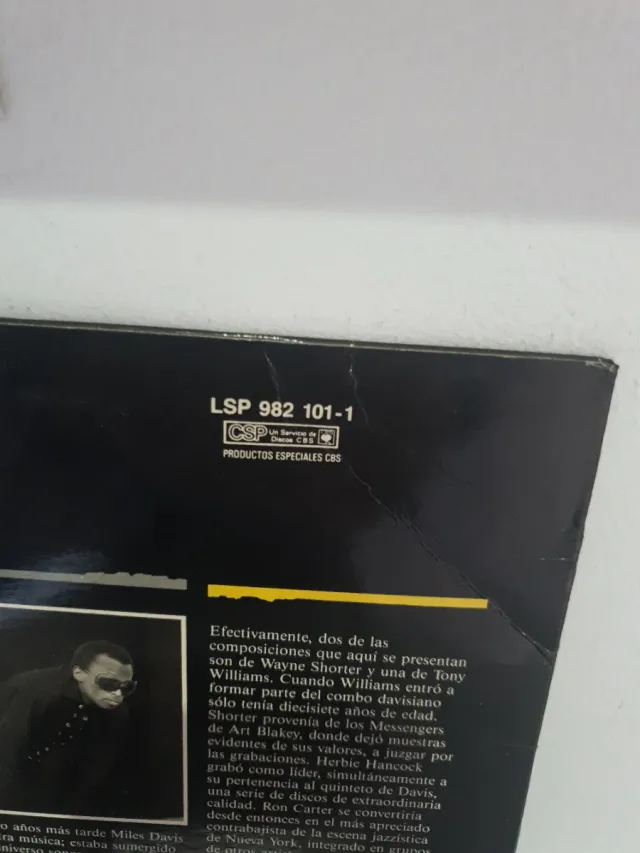 LSP 982 101-1
CSP Un Servicio de
Discos CBS
PRODUCTOS ESPECIALES CBS
Efectivamente, dos de las
composiciones que aquí se presentan
son de Wayne Shorter y una de Tony
Williams. Cuando Williams entró a
formar parte del combo davisiano
sólo tenía diecisiete años de edad.
Shorter provenía de los Messengers
de Art Blakey, donde dejó muestras
evidentes de sus valores, a juzgar por
las grabaciones. Herbie Hancock
grabó como líder, simultáneamente a
su pertenencia al quinteto de Davis,
una serie de discos de extraordinaria
calidad. Ron Carter se convertiría
desde entonces en el más apreciado
contrabajista de la escena jazzística
de Nueva York, integrado en grupos
de otros
años más tarde Miles Davis
música; estaba sumergido